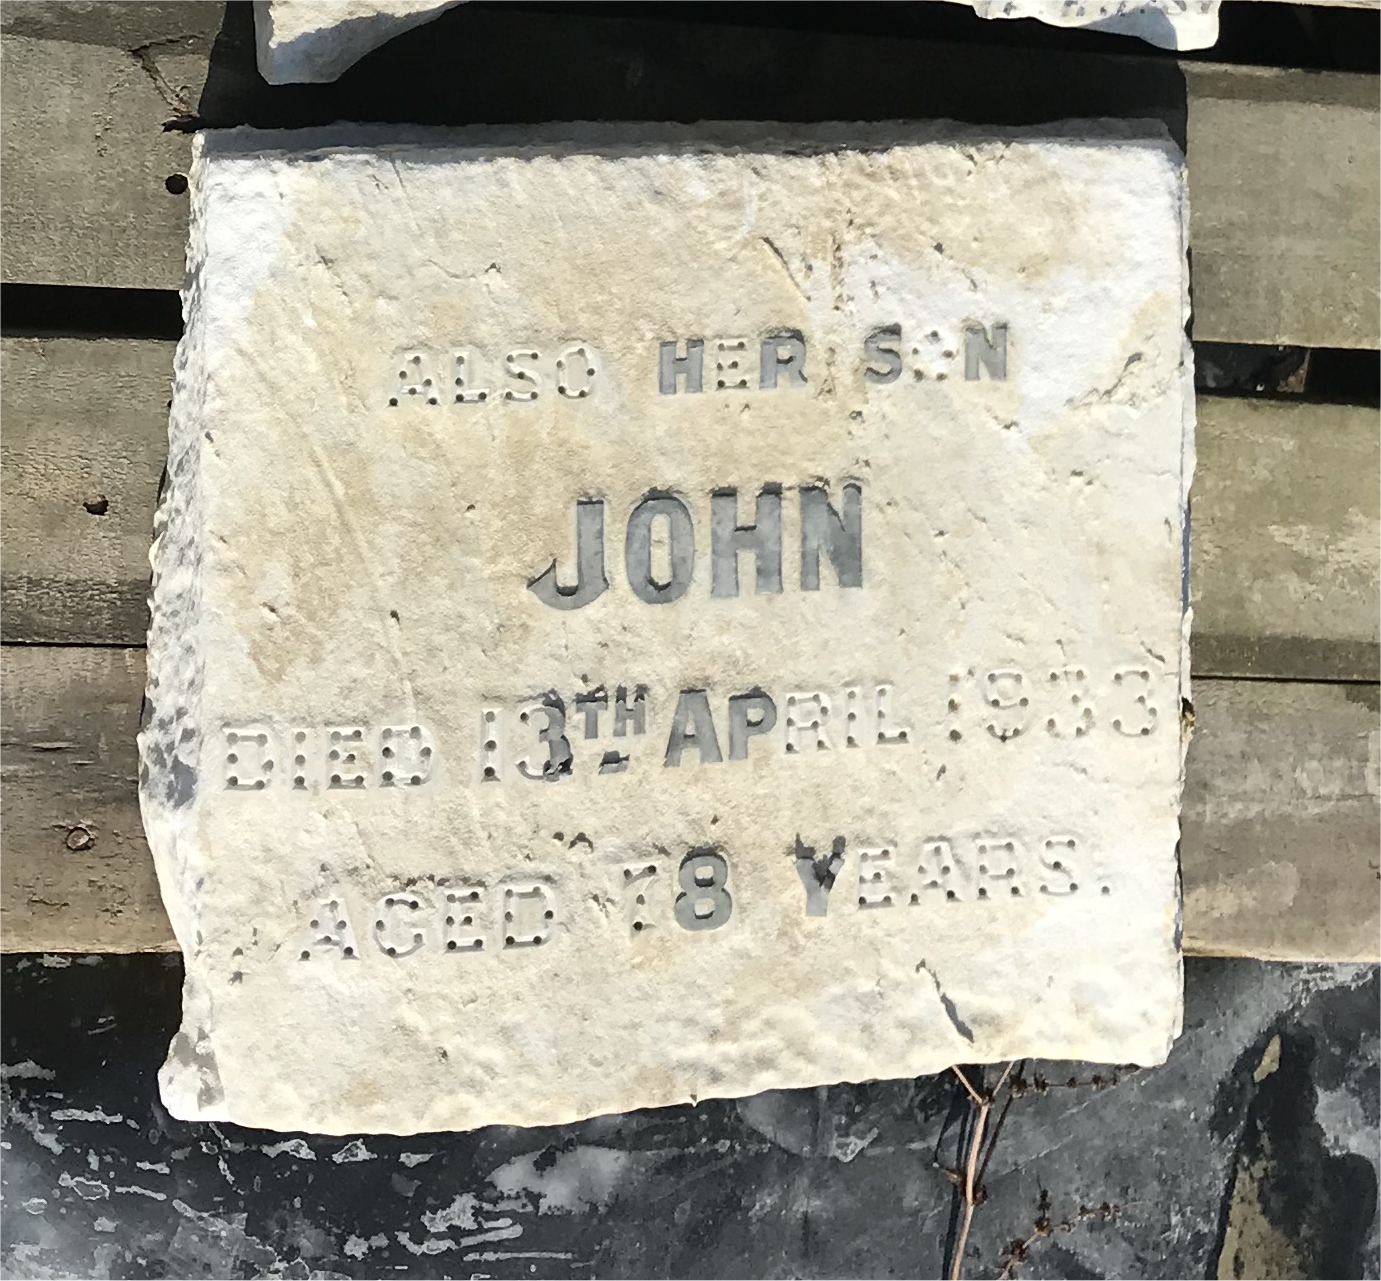 ALSO HER SON
JOHN
DIED 13TH APRIL 1933
AGED 78 YEARS.